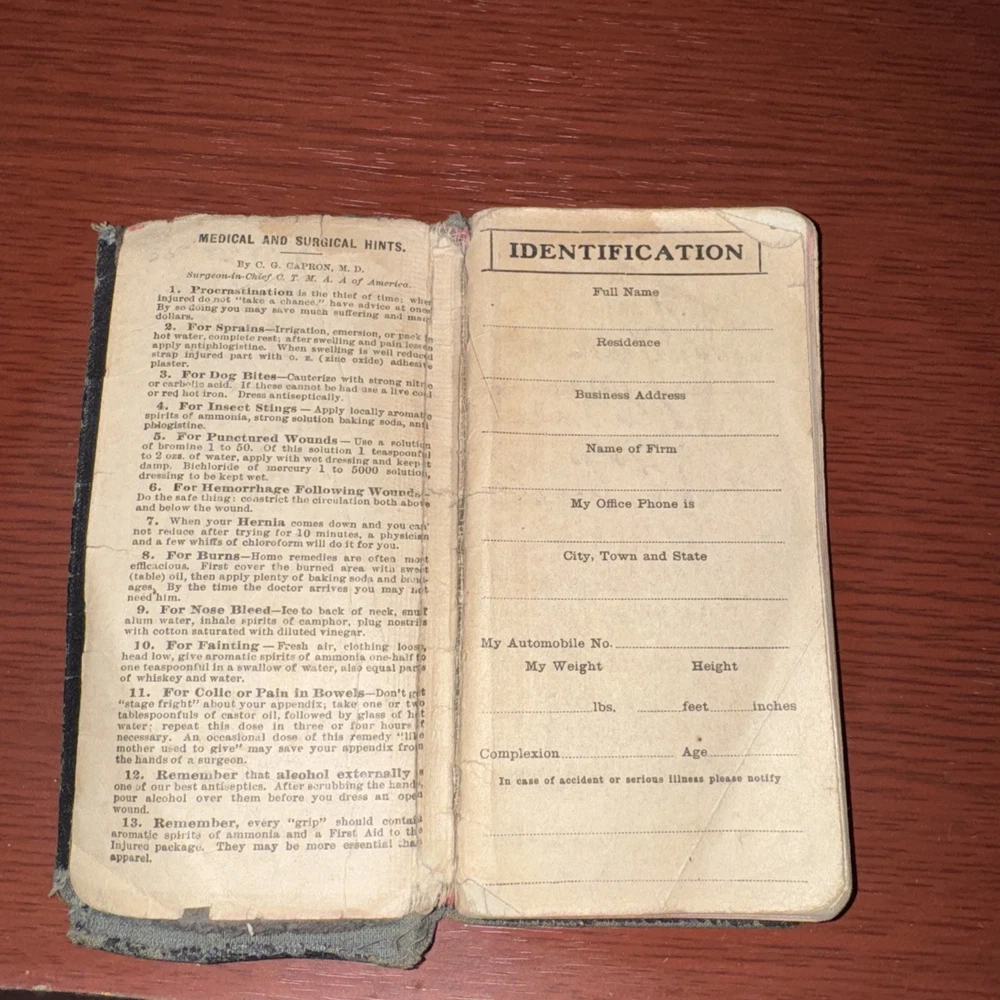 MEDICAL AND SURGICAL HINTS.
By C. G. CAPRON, M. D.
Surgeon-in-Chief C. T. M. A. A of America.
1. Procrastination is the thief of time; whe
injured do not "take a chance," have advice at once
By so doing you may save much suffering and many
dollars.
2. For Sprains—Irrigation, emersion, or pack in
hot water, complete rest; after swelling and pain lessen
apply antiphlogistine. When swelling is well reduced
strap injured part with o. z. (zinc oxide) adhesive
plaster.
3. For Dog Bites—Cauterize with strong nitric
or carbolic acid. If these cannot be had use a live coal
or red hot iron. Dress antiseptically.
4. For Insect Stings — Apply locally aromatic
spirits of ammonia, strong solution baking soda, anti
phlogistine.
5. For Punctured Wounds — Use a solution
of bromine 1 to 50. Of this solution 1 teaspoonful
to 2 ozs. of water, apply with wet dressing and keep
damp. Bichloride of mercury 1 to 5000 solution,
dressing to be kept wet.
6. For Hemorrhage Following Wounds—
Do the safe thing: constrict the circulation both above
and below the wound.
7. When your Hernia comes down and you can
not reduce after trying for 10 minutes, a physician
and a few whiffs of chloroform will do it for you.
8. For Burns—Home remedies are often most
efficacious. First cover the burned area with sweet
(table) oil, then apply plenty of baking soda and band-
ages. By the time the doctor arrives you may not
need him.
9. For Nose Bleed—Ice to back of neck, snuf
alum water, inhale spirits of camphor, plug nostrils
with cotton saturated with diluted vinegar.
10. For Fainting — Fresh air, clothing loose,
head low, give aromatic spirits of ammonia one-half to
one teaspoonful in a swallow of water, also equal parts
of whiskey and water.
11. For Colic or Pain in Bowels—Don't get
"stage fright" about your appendix; take one or two
tablespoonfuls of castor oil, followed by glass of hot
water; repeat this dose in three or four hours if
necessary. An occasional dose of this remedy "like
mother used to give" may save your appendix from
the hands of a surgeon.
12. Remember that alcohol externally is
one of our best antiseptics. After scrubbing the hands,
pour alcohol over them before you dress an open
wound.
13. Remember, every "grip" should contain
aromatic spirits of ammonia and a First Aid to the
Injured package. They may be more essential than
apparel.
IDENTIFICATION
Full Name
Residence
Business Address
Name of Firm
My Office Phone is
City, Town and State
My Automobile No.
My Weight Height
lbs. feet inches
Complexion Age
In case of accident or serious illness please notify